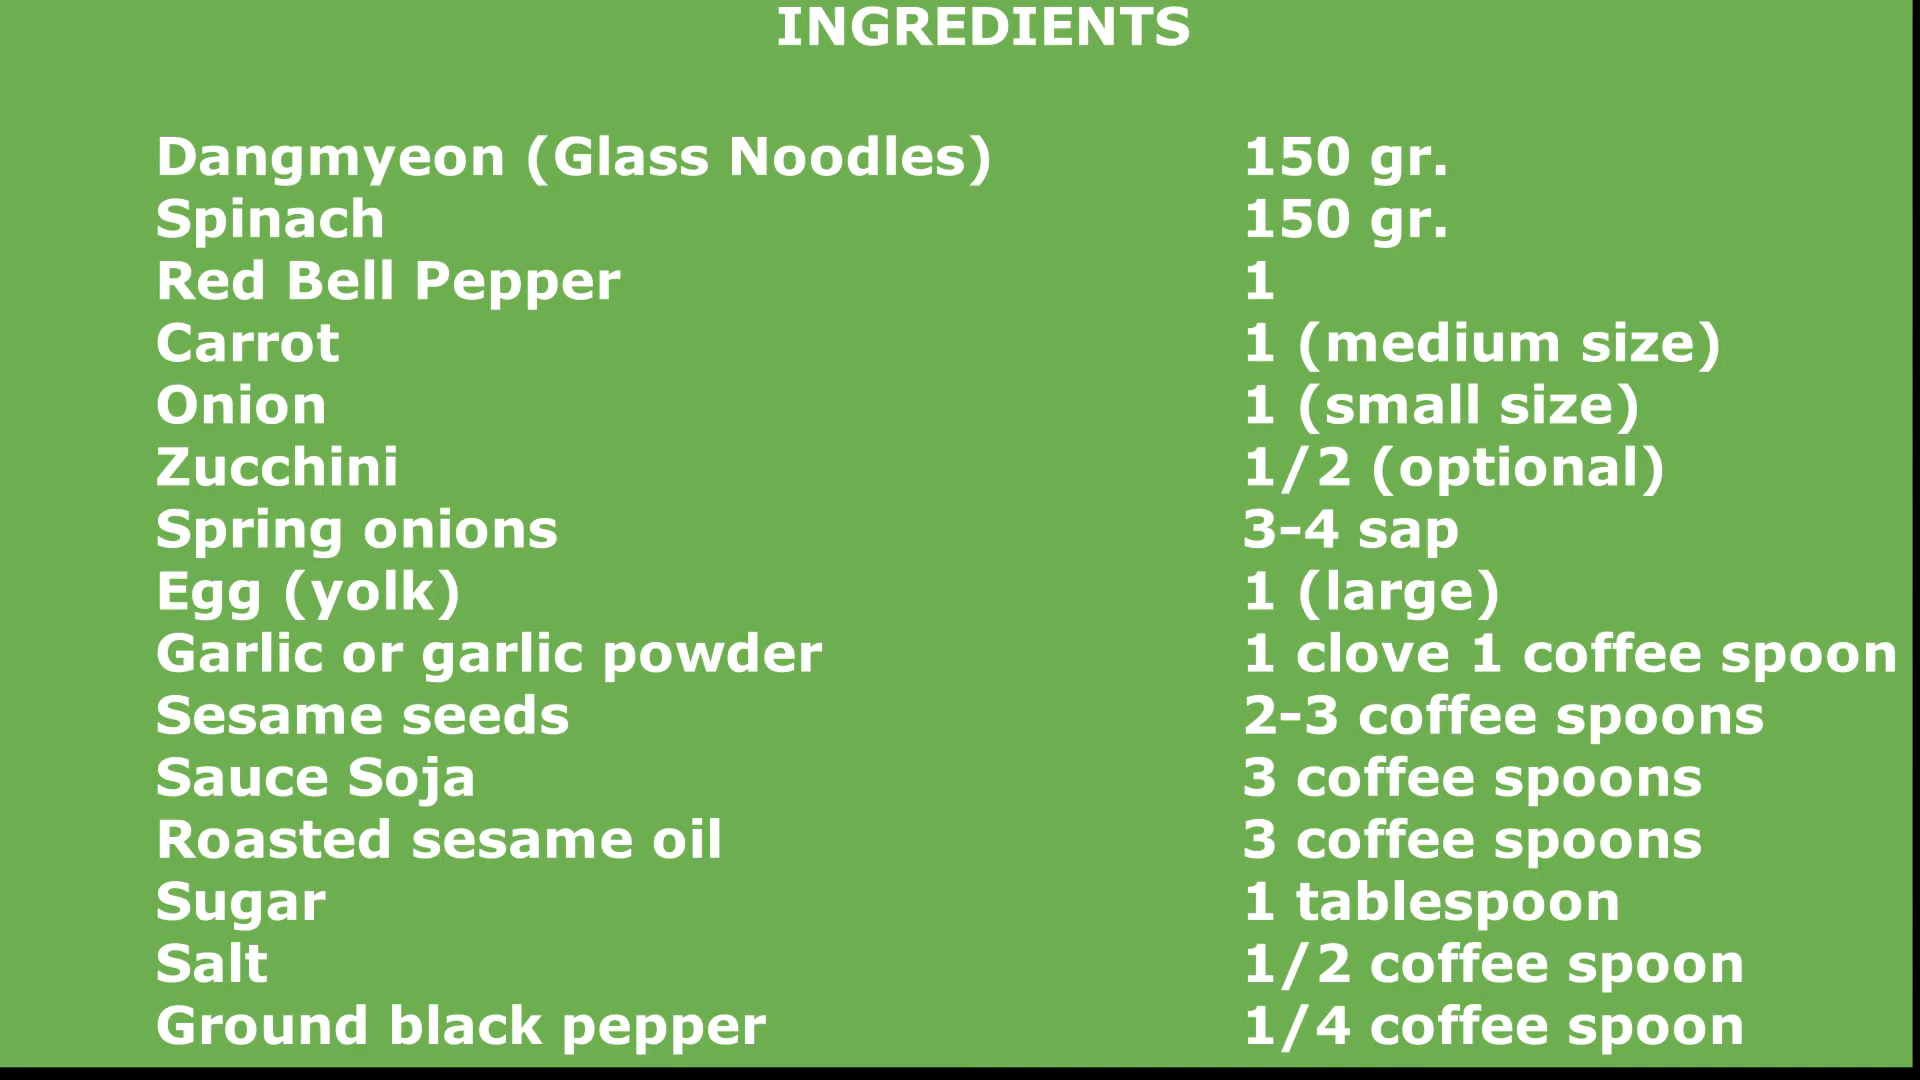 INGREDIENTS
Dangmyeon (Glass Noodles) 150 gr.
Spinach 150 gr.
Red Bell Pepper 1
Carrot 1 (medium size)
Onion 1 (small size)
Zucchini 1/2 (optional)
Spring onions 3-4 sap
Egg (yolk) 1 (large)
Garlic or garlic powder 1 clove 1 coffee spoon
Sesame seeds 2-3 coffee spoons
Sauce Soja 3 coffee spoons
Roasted sesame oil 3 coffee spoons
Sugar 1 tablespoon
Salt 1/2 coffee spoon
Ground black pepper 1/4 coffee spoon